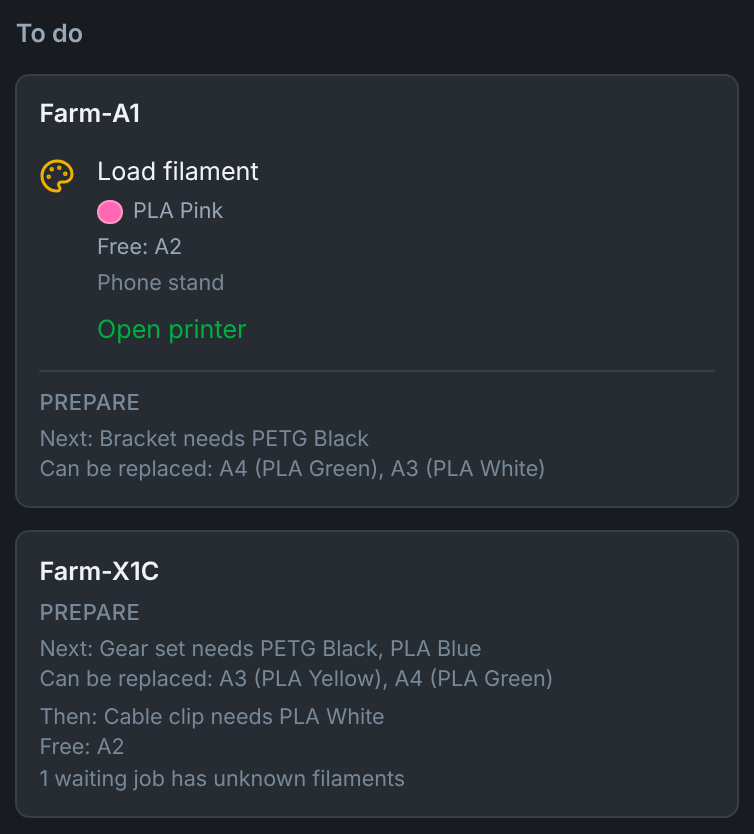 To do
Farm-A1
Load filament
PLA Pink
Free: A2
Phone stand
Open printer
PREPARE
Next: Bracket needs PETG Black
Can be replaced: A4 (PLA Green), A3 (PLA White)
Farm-X1C
PREPARE
Next: Gear set needs PETG Black, PLA Blue
Can be replaced: A3 (PLA Yellow), A4 (PLA Green)
Then: Cable clip needs PLA White
Free: A2
1 waiting job has unknown filaments